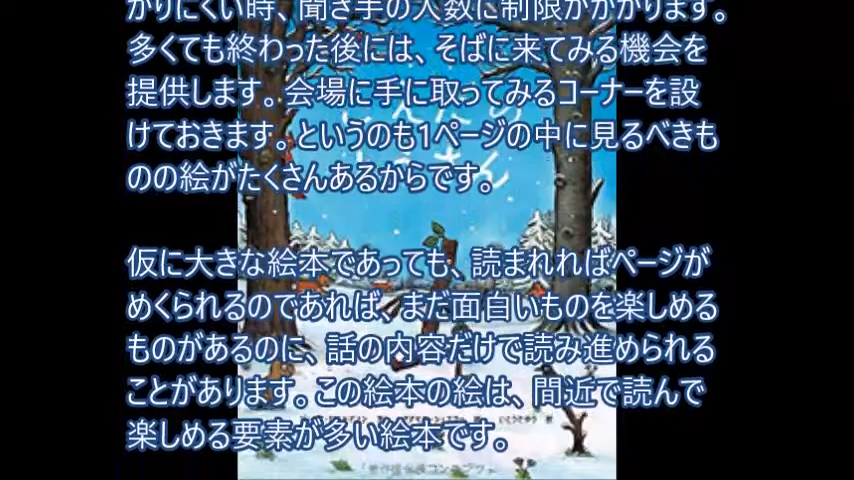 かりにくい時、聞き手の人数に制限がかかります。
多くても終わった後には、そばに来てみる機会を
提供します。会場に手に取ってみるコーナーを設
けておきます。というのも1ページの中に見るべきも
のの絵がたくさんあるからです。
仮に大きな絵本であっても、読まれればページが
めくられるのであれば、まだ面白いものを楽しめる
ものがあるのに、話の内容だけで読み進められる
ことがあります。この絵本の絵は、間近で読んで
楽しめる要素が多い絵本です。